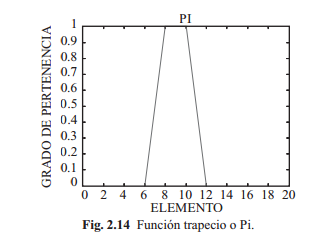 PI
GRADO DE PERTENENCIA
1
0.9
0.8
0.7
0.6
0.5
0.4
0.3
0.2
0.1
0
0 2 4 6 8 10 12 14 16 18 20
ELEMENTO
Fig. 2.14 Función trapecio o Pi.